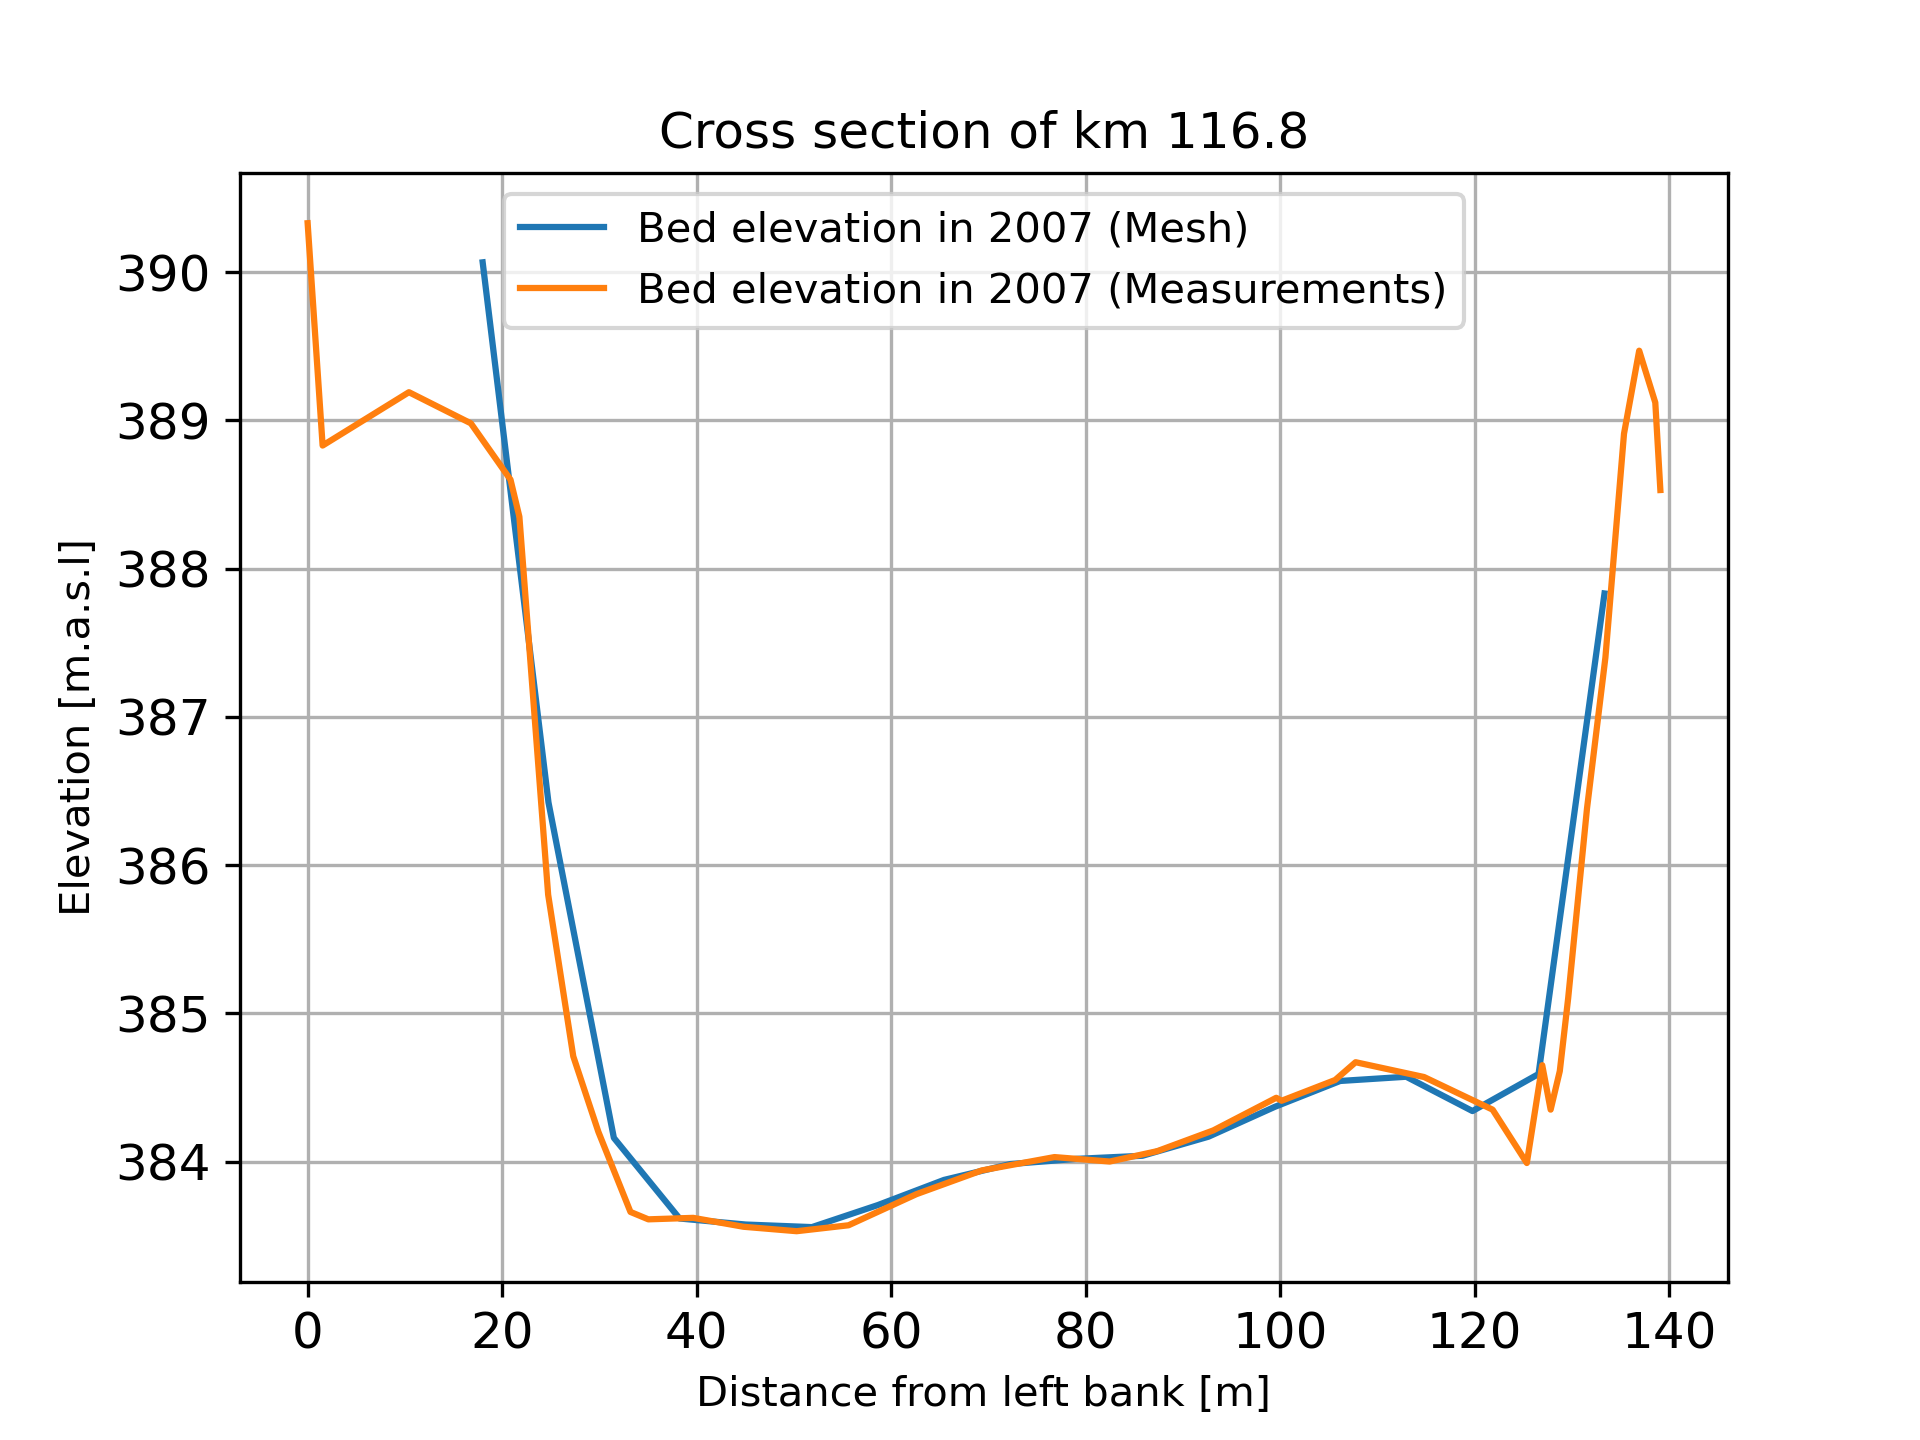 Cross section of km 116.8
Bed elevation in 2007 (Mesh)
Bed elevation in 2007 (Measurements)
Elevation [m.a.s.l]
390
389
388
387
386
385
384
0 20 40 60 80 100 120 140
Distance from left bank [m]